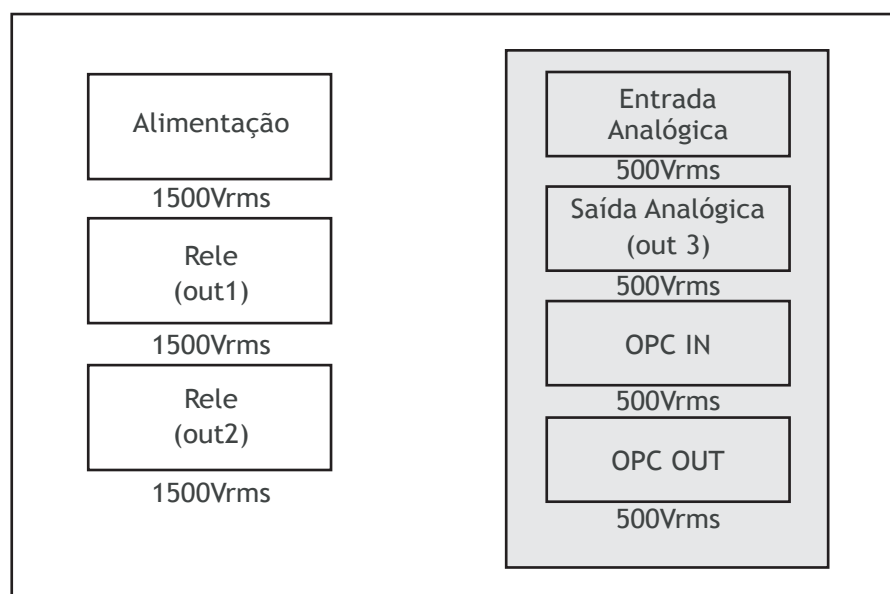 Alimentação
1500Vrms
Rele
(out1)
1500Vrms
Rele
(out2)
1500Vrms
Entrada
Analógica
500Vrms
Saída Analógica
(out 3)
500Vrms
OPC IN
500Vrms
OPC OUT
500Vrms